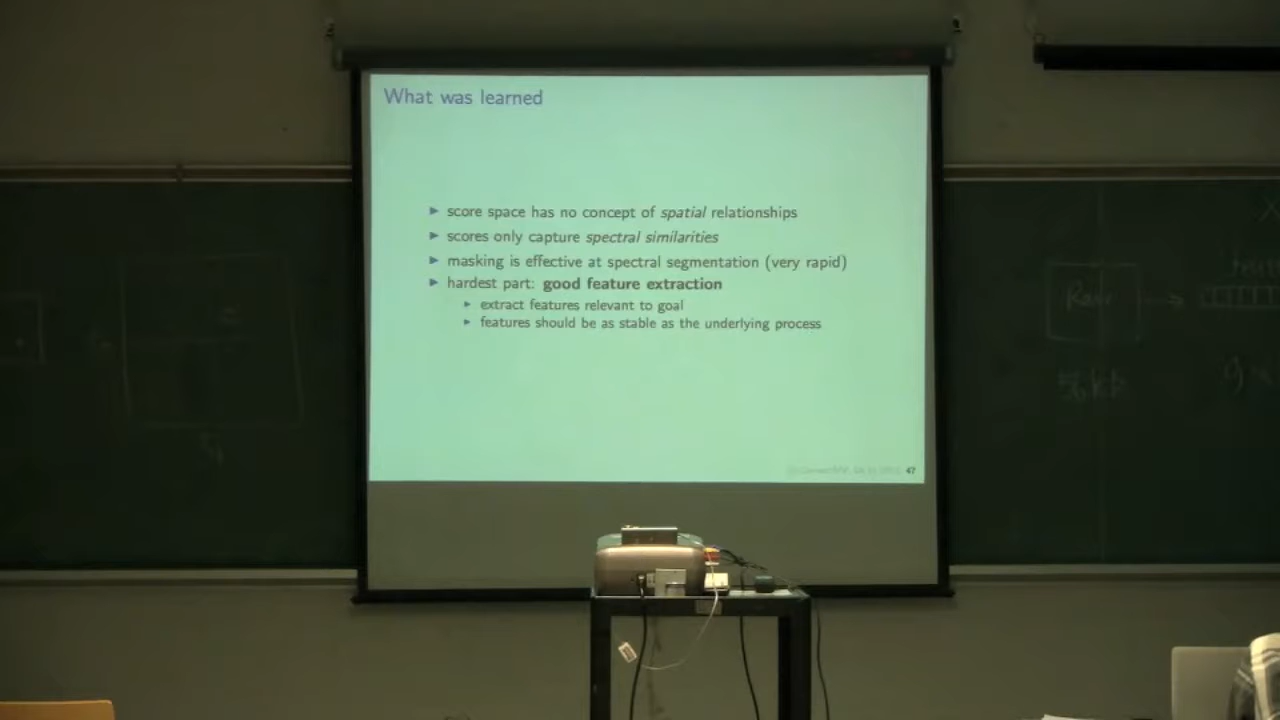 What was learned
► score space has no concept of spatial relationships
► scores only capture spectral similarities
► masking is effective at spectral segmentation (very rapid)
► hardest part: good feature extraction
► extract features relevant to goal
► features should be as stable as the underlying process
47
Raw